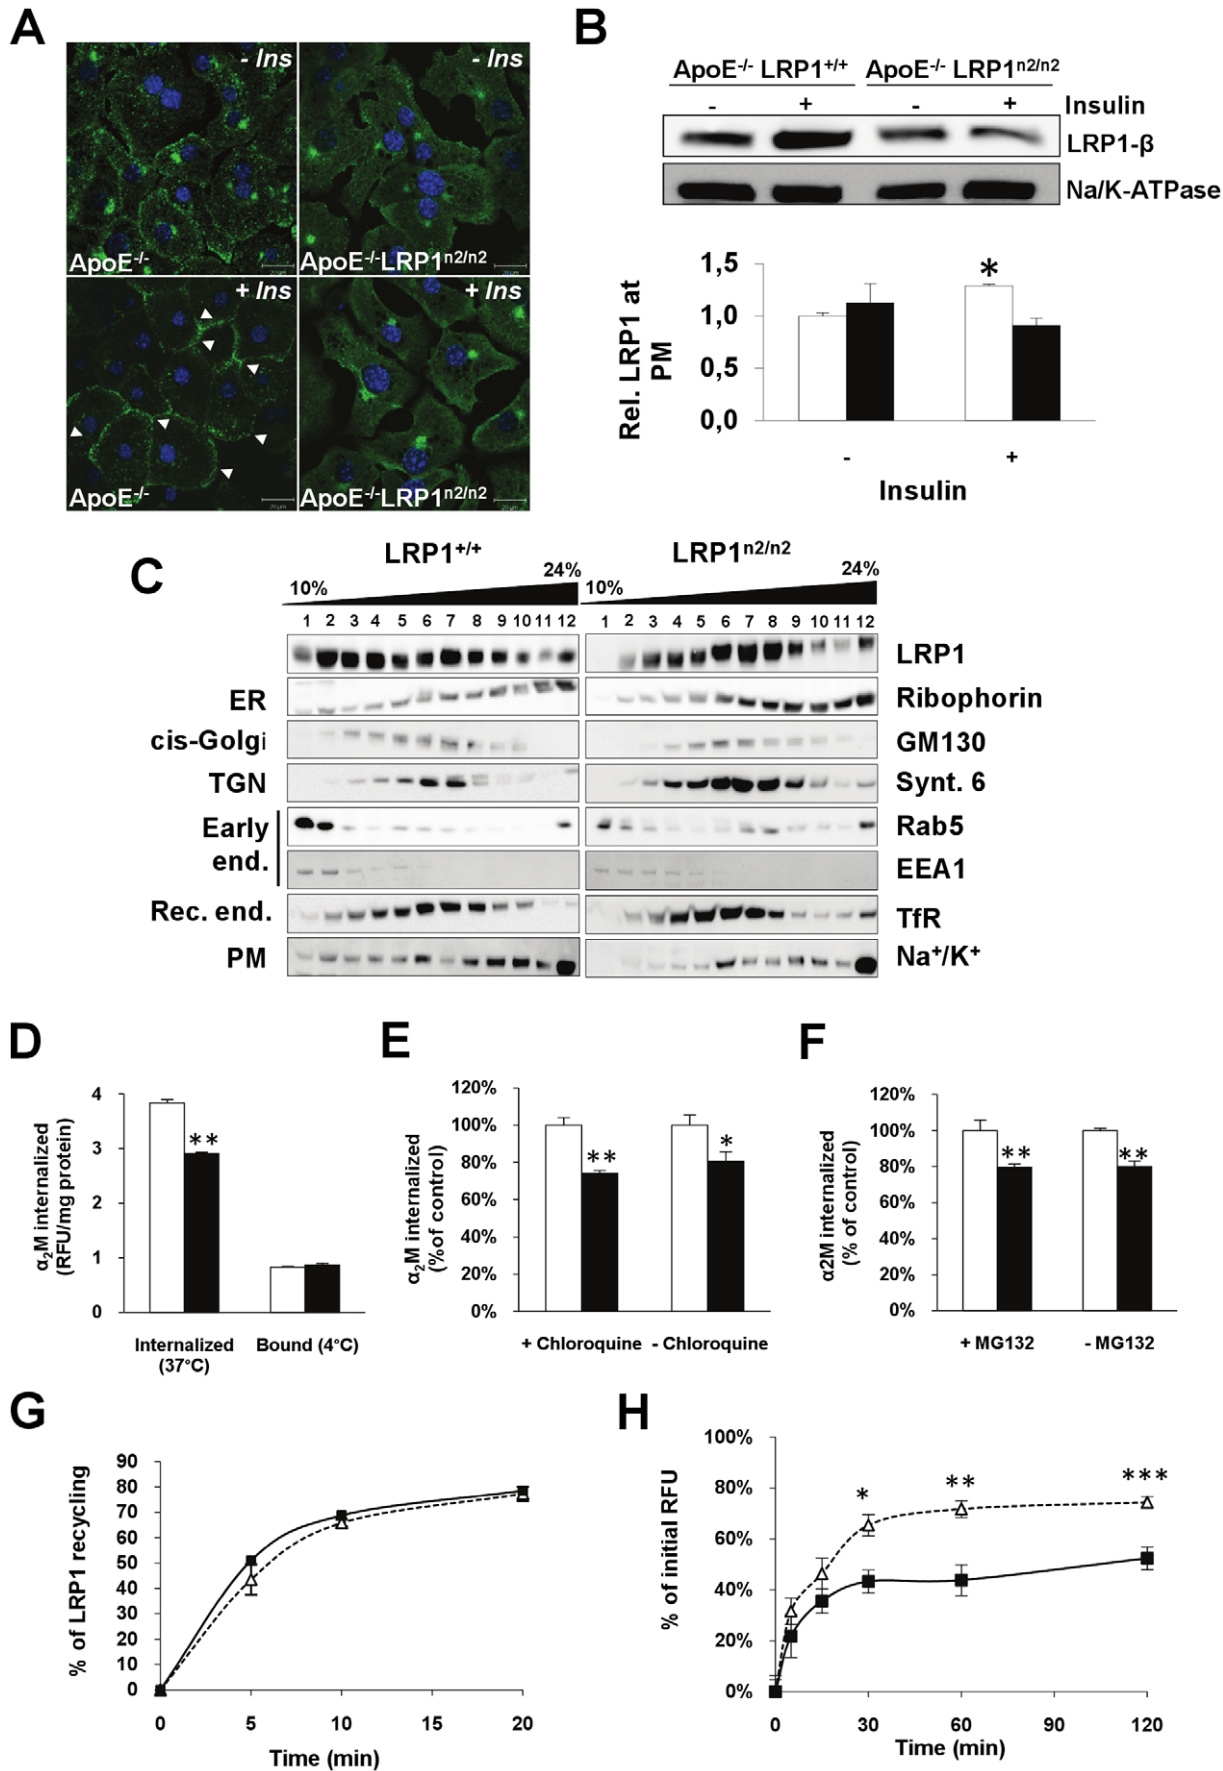 A
- Ins
- Ins
ApoE-/-
ApoE-/-LRP1n2/n2
+ Ins
+ Ins
ApoE-/-
ApoE-/-LRP1n2/n2
B
ApoE-/- LRP1+/+ ApoE-/- LRP1n2/n2
- + - + Insulin
LRP1-β
Na/K-ATPase
Rel. LRP1 at
PM
1,5
1,0
0,5
0,0
*
- +
Insulin
C
LRP1+/+ LRP1n2/n2
10% 24% 10% 24%
1 2 3 4 5 6 7 8 9 10 11 12 1 2 3 4 5 6 7 8 9 10 11 12
LRP1
ER Ribophorin
cis-Golgi GM130
TGN Synt. 6
Early Rab5
end. EEA1
Rec. end. TfR
PM Na+/K+
D
α2M internalized
(RFU/mg protein)
4
3
2
1
0
**
Internalized Bound (4°C)
(37°C)
E
α2M internalized
(%of control)
120%
100%
80%
60%
40%
20%
0%
** *
+ Chloroquine - Chloroquine
F
α2M internalized
(% of control)
120%
100%
80%
60%
40%
20%
0%
** **
+ MG132 - MG132
G
% of LRP1 recycling
90
80
70
60
50
40
30
20
10
0
0 5 10 15 20
Time (min)
H
% of initial RFU
100%
80%
60%
40%
20%
0%
* ** ***
0 30 60 90 120
Time (min)